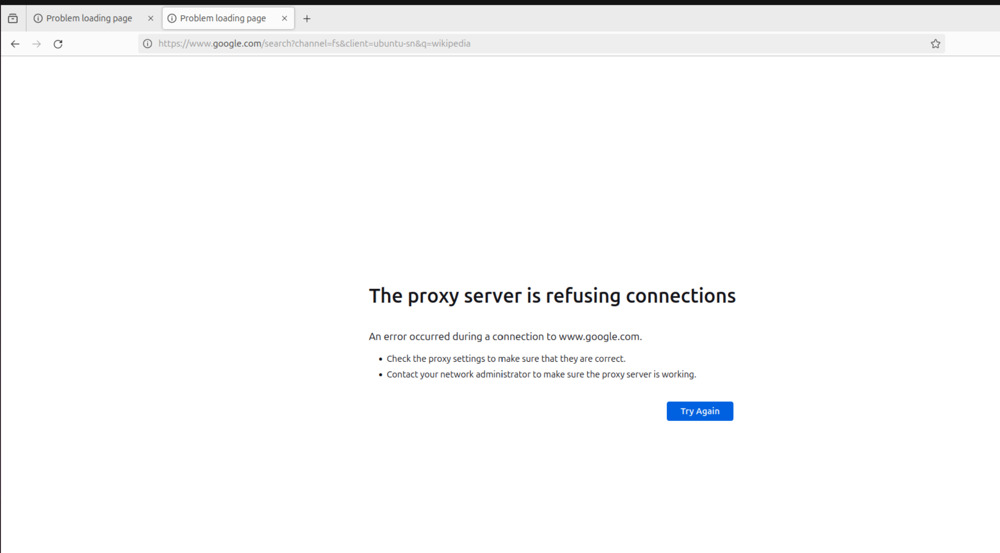 Problem loading page
Problem loading page
https://www.google.com/search?channel=fs&client=ubuntu-sn&q=wikipedia
The proxy server is refusing connections
An error occurred during a connection to www.google.com.
• Check the proxy settings to make sure that they are correct.
• Contact your network administrator to make sure the proxy server is working.
Try Again